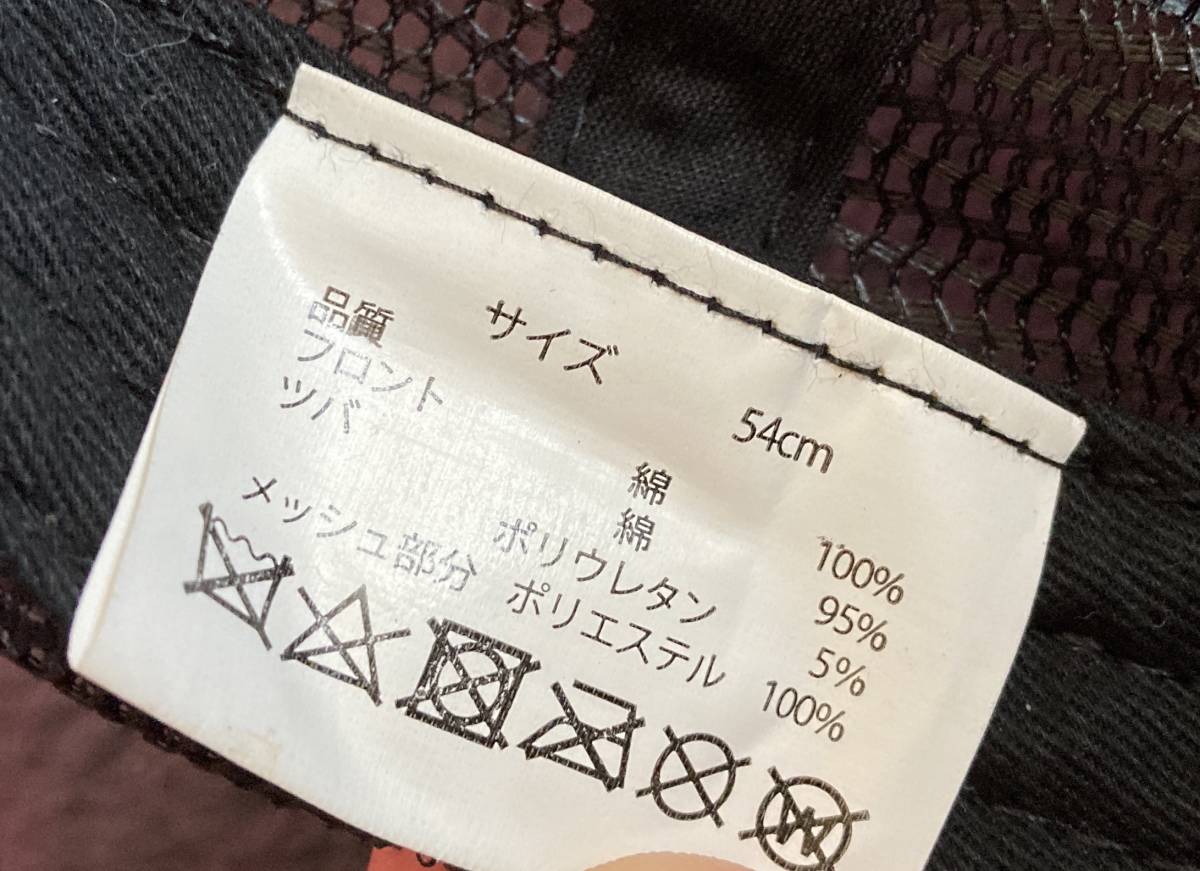 サイズ 54cm
品質
フロント 綿 100%
ツバ 綿 95%
ポリウレタン 5%
メッシュ部分 ポリエステル 100%
W